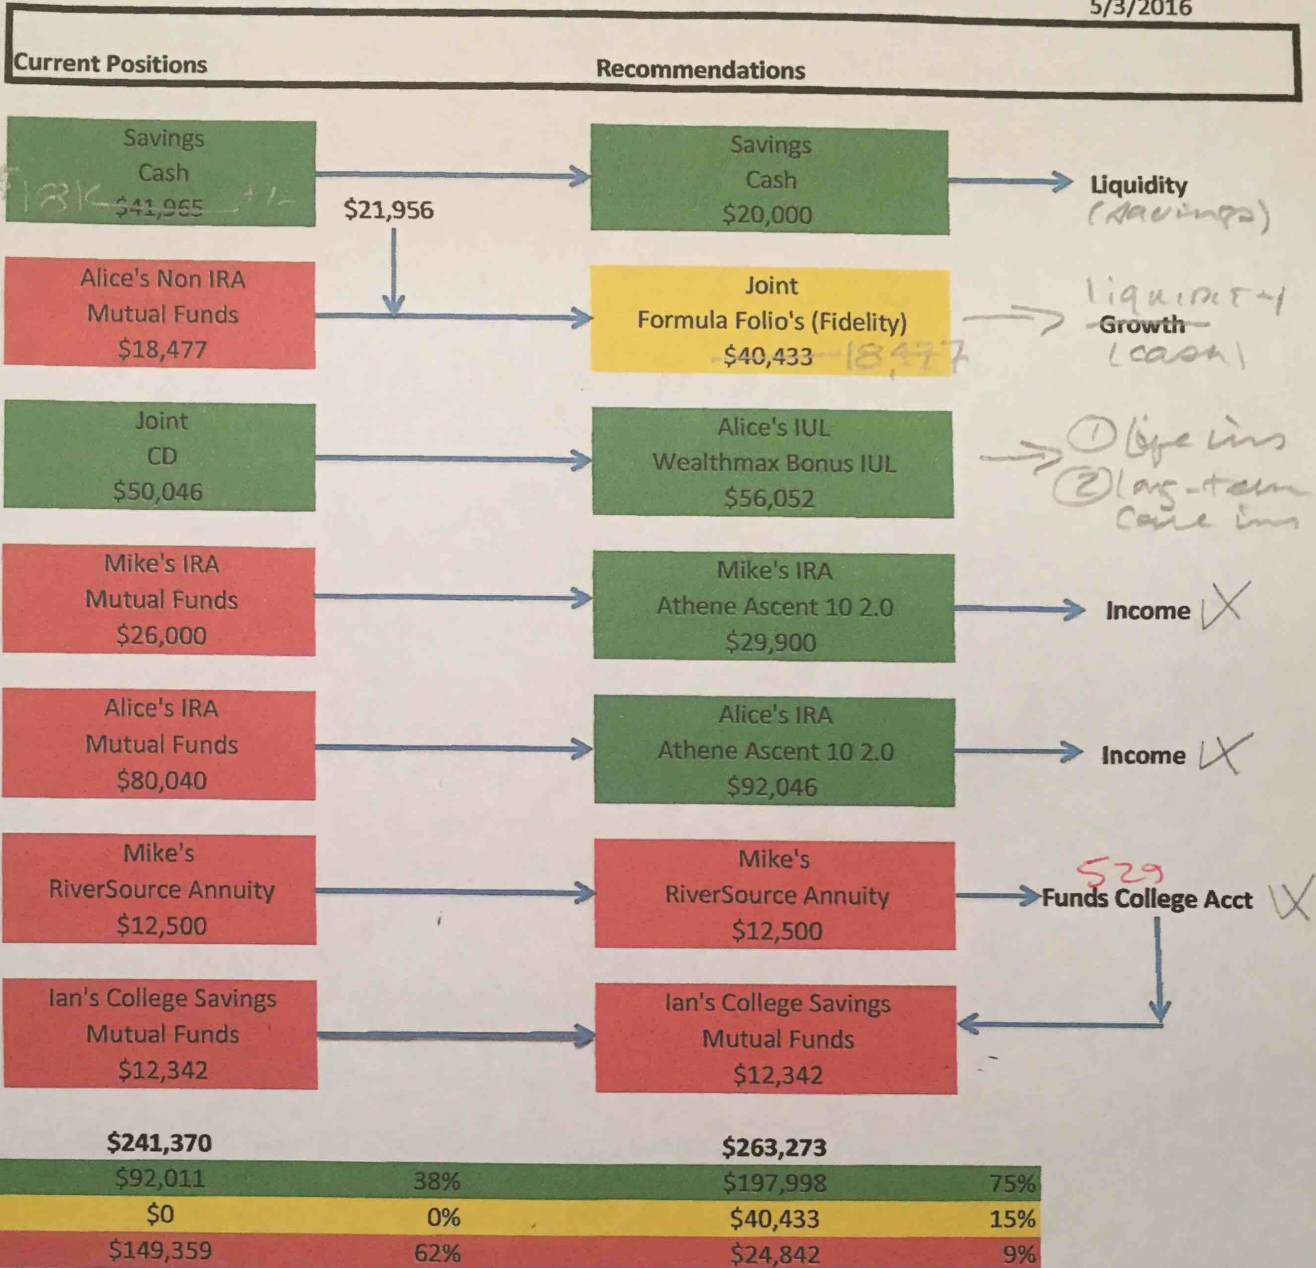 5/3/2016
Current Positions Recommendations
Savings
Cash
$18K $41,965 +/-
$21,956
Savings
Cash
$20,000
Liquidity
(savings)
Alice's Non IRA
Mutual Funds
$18,477
Joint
Formula Folio's (Fidelity)
$40,433 18,477
Growth
(cash)
Joint
CD
$50,046
Alice's IUL
Wealthmax Bonus IUL
$56,052
① life ins
② long-term
care ins
Mike's IRA
Mutual Funds
$26,000
Mike's IRA
Athene Ascent 10 2.0
$29,900
Income
Alice's IRA
Mutual Funds
$80,040
Alice's IRA
Athene Ascent 10 2.0
$92,046
Income
Mike's
RiverSource Annuity
$12,500
Mike's
RiverSource Annuity
$12,500
529
Funds College Acct
Ian's College Savings
Mutual Funds
$12,342
Ian's College Savings
Mutual Funds
$12,342
$241,370 $263,273
$92,011 38% $197,998 75%
$0 0% $40,433 15%
$149,359 62% $24,842 9%